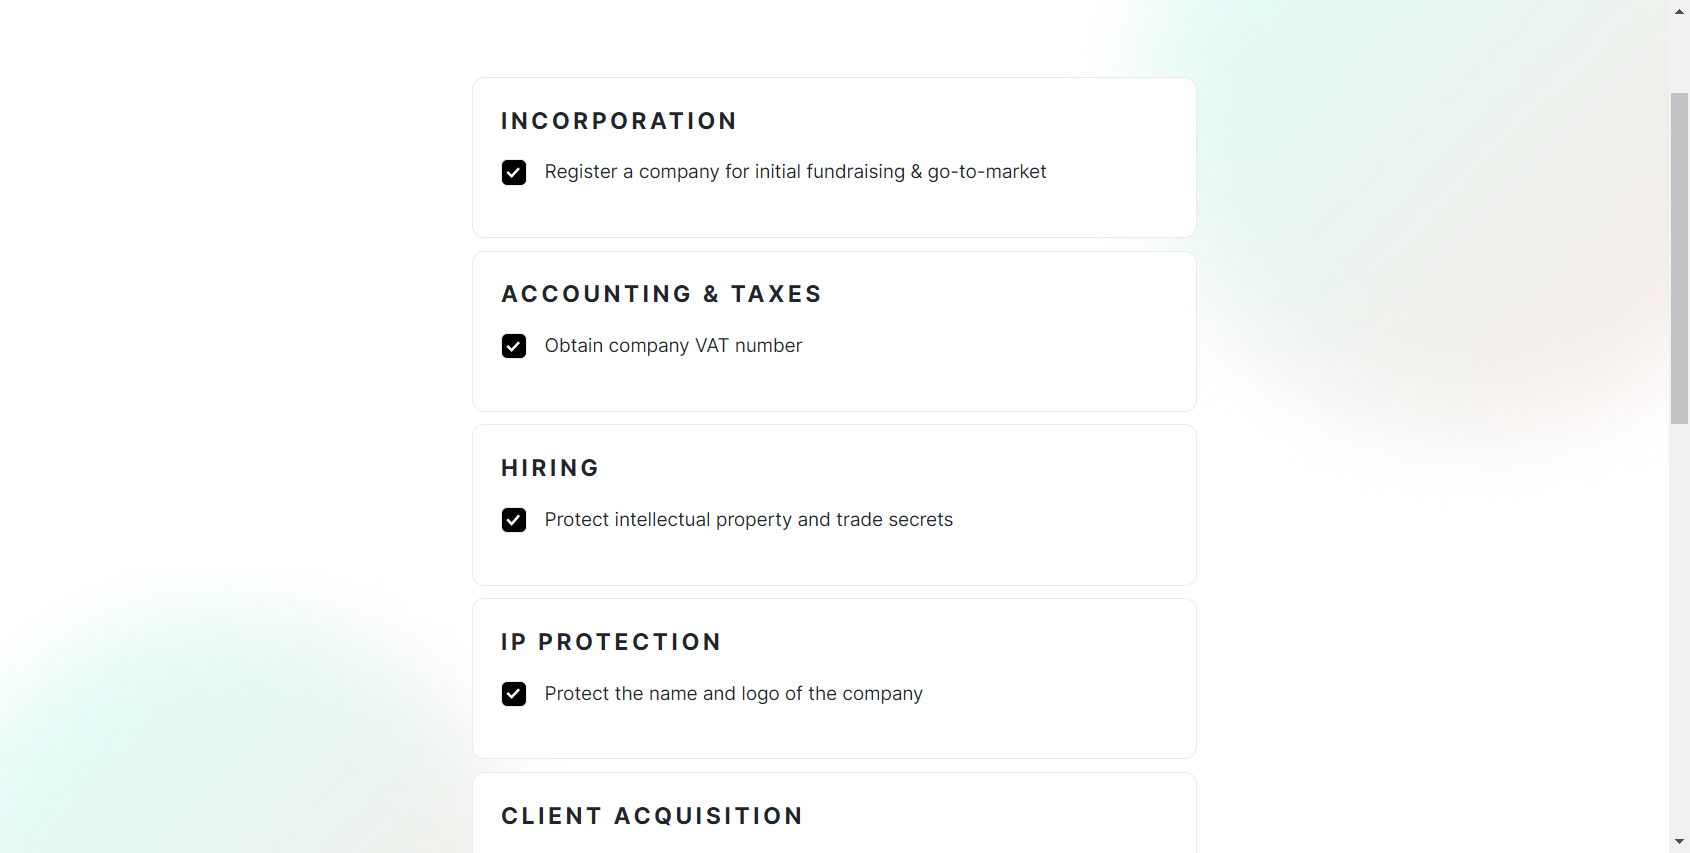 INCORPORATION
Register a company for initial fundraising & go-to-market
ACCOUNTING & TAXES
Obtain company VAT number
HIRING
Protect intellectual property and trade secrets
IP PROTECTION
Protect the name and logo of the company
CLIENT ACQUISITION